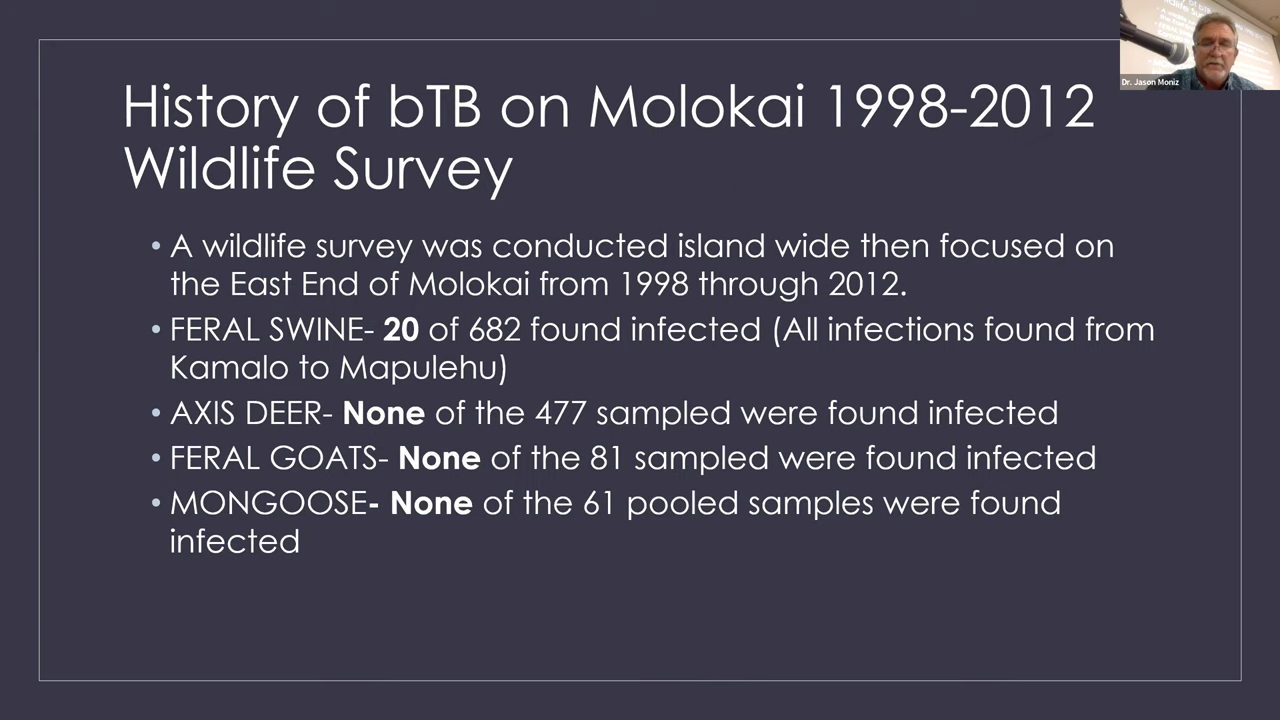 History of bTB on Molokai 1998-2012
Wildlife Survey
• A wildlife survey was conducted island wide then focused on
the East End of Molokai from 1998 through 2012.
• FERAL SWINE- 20 of 682 found infected (All infections found from
Kamalo to Mapulehu)
• AXIS DEER- None of the 477 sampled were found infected
• FERAL GOATS- None of the 81 sampled were found infected
• MONGOOSE- None of the 61 pooled samples were found
infected
Dr. Jason Moniz